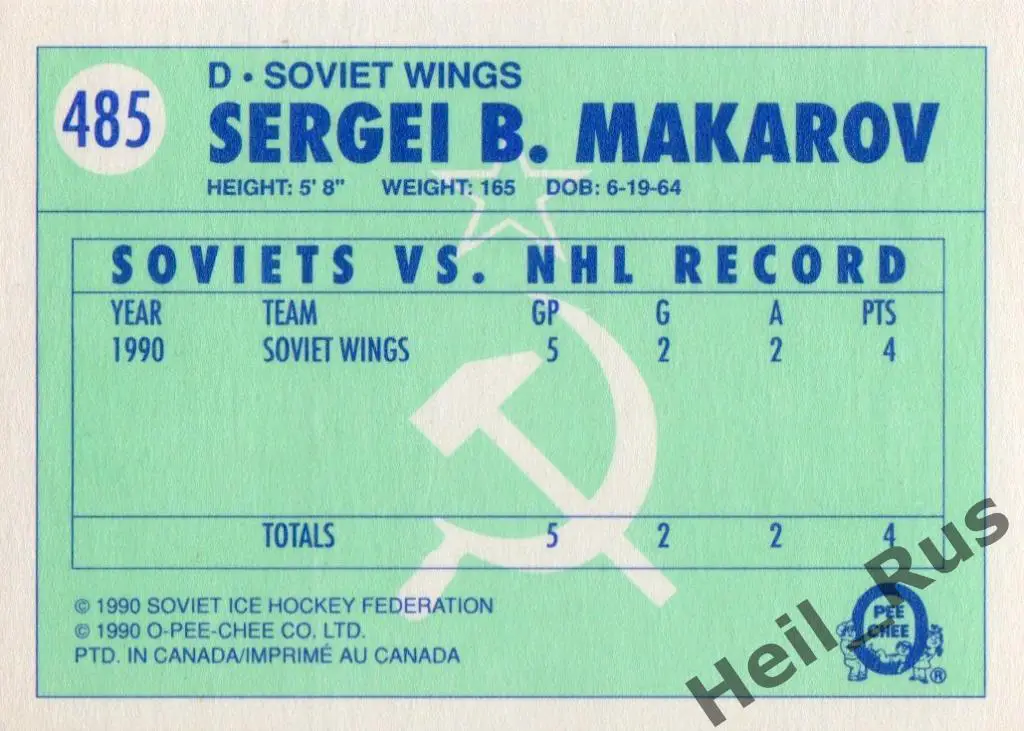 485
D • SOVIET WINGS
SERGEI B. MAKAROV
HEIGHT: 5' 8" WEIGHT: 165 DOB: 6-19-64
SOVIETS VS. NHL RECORD
YEAR TEAM GP G A PTS
1990 SOVIET WINGS 5 2 2 4
TOTALS 5 2 2 4
© 1990 SOVIET ICE HOCKEY FEDERATION
© 1990 O-PEE-CHEE CO. LTD.
PTD. IN CANADA/IMPRIMÉ AU CANADA
O
PEE
CHEE
®
Heil_Rus